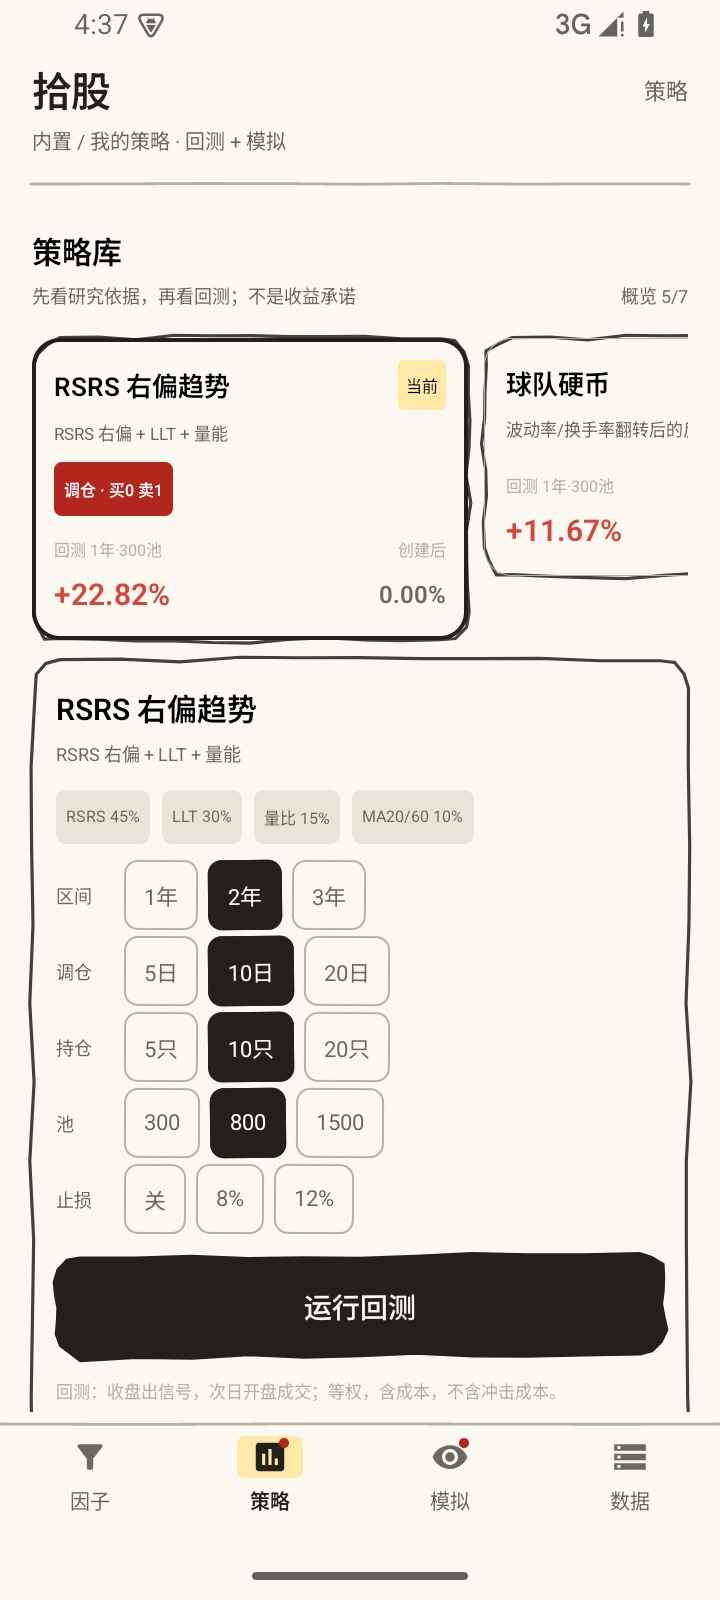 4:37
3G
拾股
策略
内置 / 我的策略 · 回测 + 模拟
策略库
先看研究依据，再看回测；不是收益承诺
概览 5/7
RSRS 右偏趋势
当前
RSRS 右偏 + LLT + 量能
调仓 · 买0 卖1
回测 1年·300池
创建后
+22.82%
0.00%
球队硬币
波动率/换手率翻转后的
回测 1年·300池
+11.67%
RSRS 右偏趋势
RSRS 右偏 + LLT + 量能
RSRS 45%
LLT 30%
量比 15%
MA20/60 10%
区间
1年
2年
3年
调仓
5日
10日
20日
持仓
5只
10只
20只
池
300
800
1500
止损
关
8%
12%
运行回测
回测：收盘出信号，次日开盘成交；等权，含成本，不含冲击成本。
因子
策略
模拟
数据